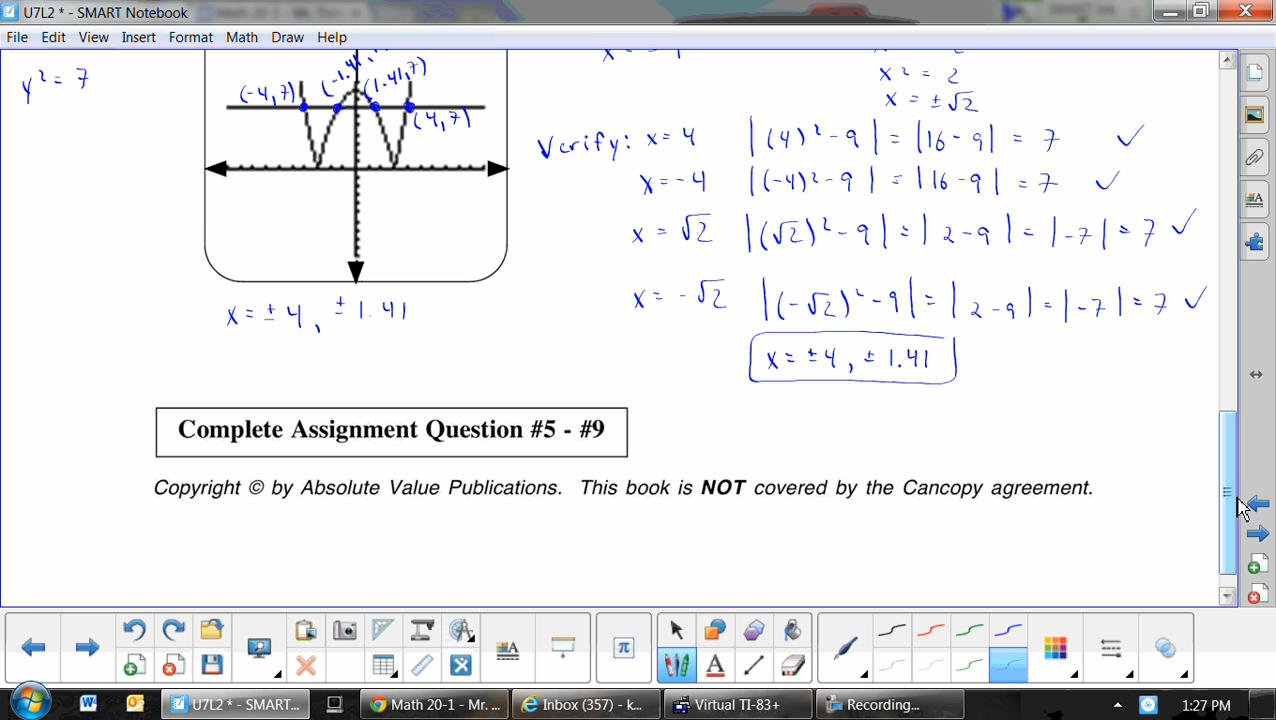 U7L2 * - SMART Notebook
File Edit View Insert Format Math Draw Help
y² = 7
(-4,7)
(1.41,7)
(4,7)
x² = 2
x = ±√2
Verify: x = 4 |(4)² - 9| = |16 - 9| = 7 ✓
x = -4 |(-4)² - 9| = |16 - 9| = 7 ✓
x = √2 |(√2)² - 9| = |2 - 9| = |-7| = 7 ✓
x = -√2 |(-√2)² - 9| = |2 - 9| = |-7| = 7 ✓
x = ±4, ±1.41
x = ±4, ±1.41
Complete Assignment Question #5 - #9
Copyright © by Absolute Value Publications. This book is NOT covered by the Cancopy agreement.
U7L2 * - SMART...
Math 20-1 - Mr. ...
Inbox (357) - k...
Virtual TI-83+
Recording...
1:27 PM